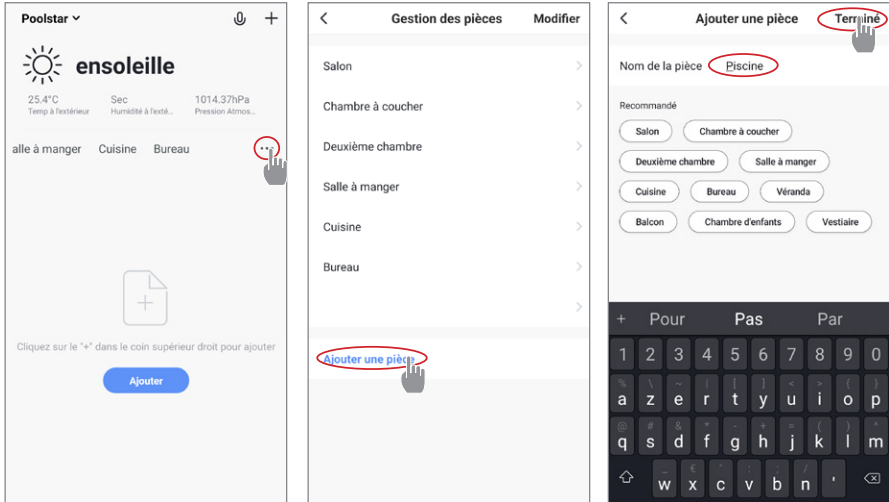 Poolstar
ensoleille
25.4°C Sec 1014.37hPa
Temp à l'extérieur Humidité à l'exté... Pression Atmos...
alle à manger Cuisine Bureau ...
+
Cliquez sur le "+" dans le coin supérieur droit pour ajouter
Ajouter
Gestion des pièces Modifier
Salon
Chambre à coucher
Deuxième chambre
Salle à manger
Cuisine
Bureau
Ajouter une pièce
Ajouter une pièce Terminé
Nom de la pièce Piscine
Recommandé
Salon Chambre à coucher
Deuxième chambre Salle à manger
Cuisine Bureau Véranda
Balcon Chambre d'enfants Vestiaire
+ Pour Pas Par
1 2 3 4 5 6 7 8 9 0
a z e r t y u i o p
q s d f g h j k l m
w x c v b n '